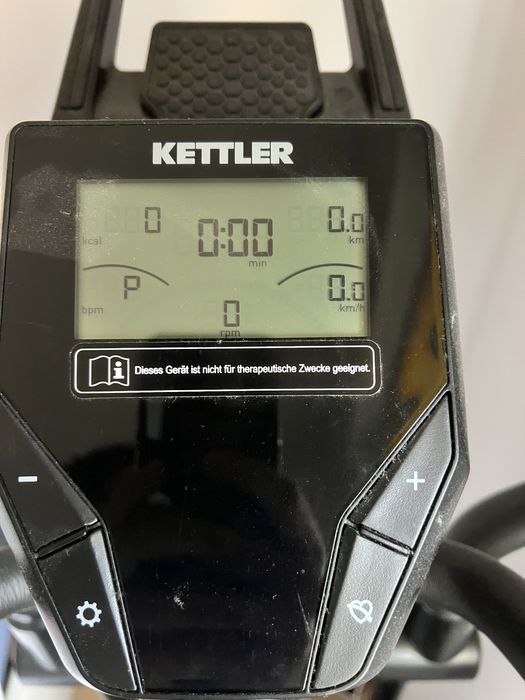 KETTLER
0 0:00 0.0
kcal min km
P 0 0.0
bpm rpm km/h
Dieses Gerät ist nicht für therapeutische Zwecke geeignet.
- +